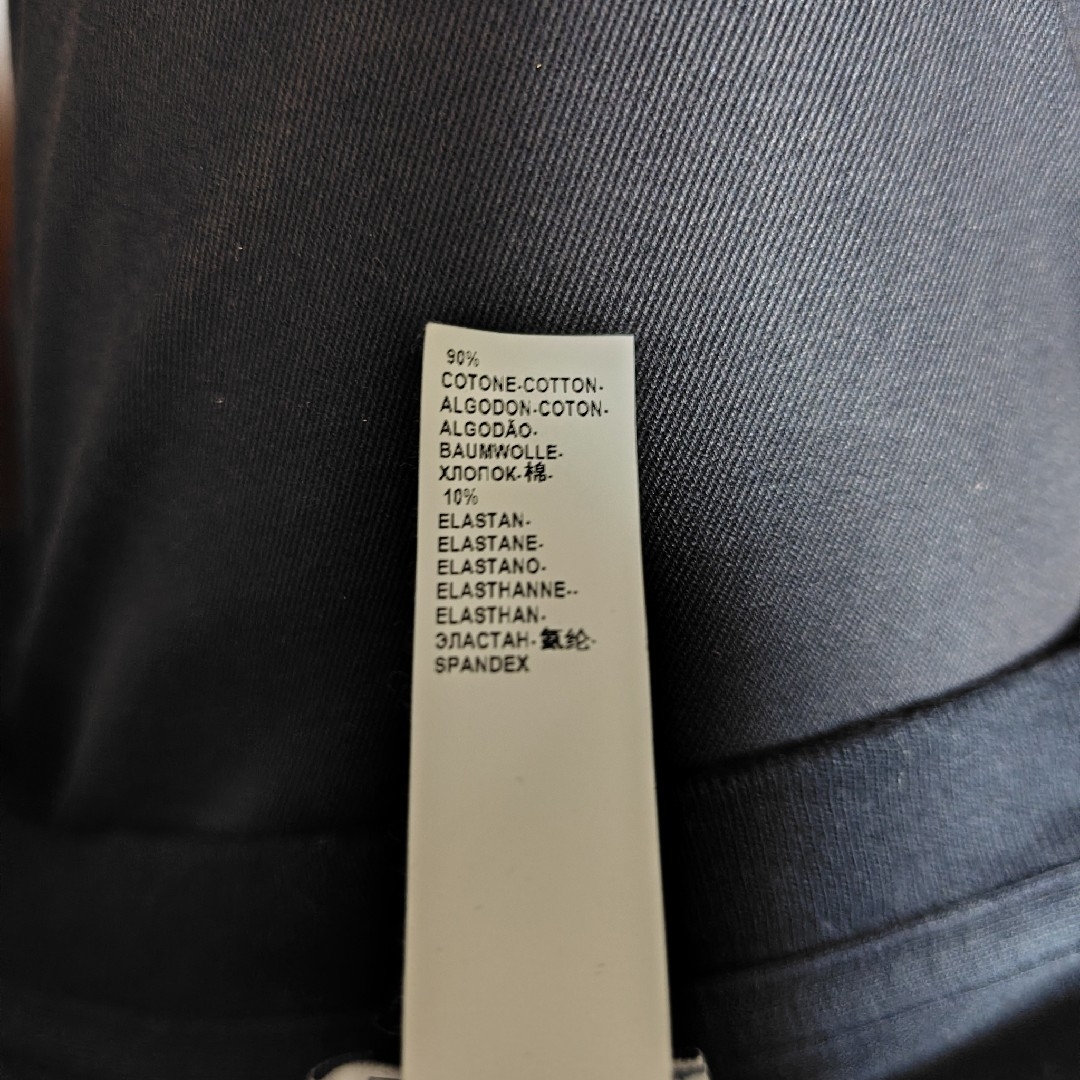 90%
COTONE-COTTON-
ALGODON-COTON-
ALGODÃO-
BAUMWOLLE-
ХЛОПОК-棉-
10%
ELASTAN-
ELASTANE-
ELASTANO-
ELASTHANNE--
ELASTHAN-
ЭЛАСТАН-氨纶-
SPANDEX